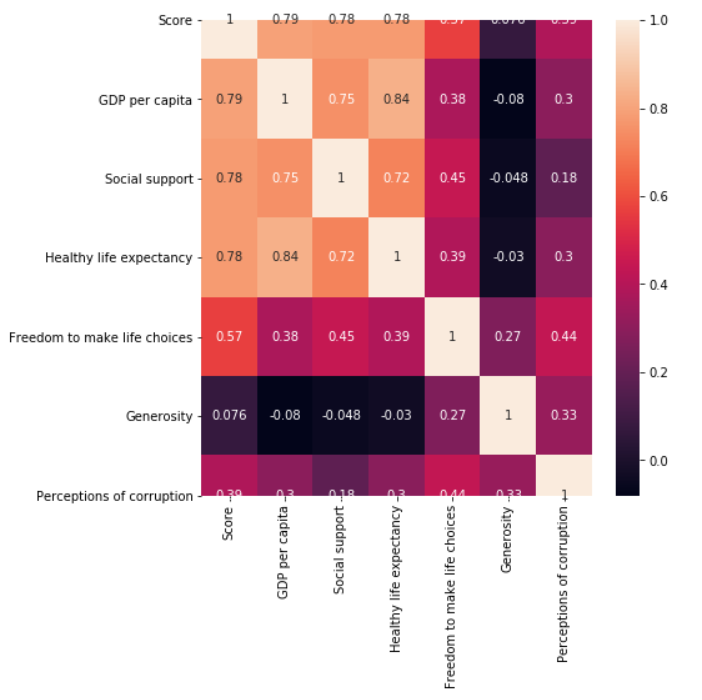 Score 1 0.79 0.78 0.78 0.57 0.076 0.39 1.0
GDP per capita 0.79 1 0.75 0.84 0.38 -0.08 0.3 0.8
Social support 0.78 0.75 1 0.72 0.45 -0.048 0.18 0.6
Healthy life expectancy 0.78 0.84 0.72 1 0.39 -0.03 0.3 0.4
Freedom to make life choices 0.57 0.38 0.45 0.39 1 0.27 0.44
Generosity 0.076 -0.08 -0.048 -0.03 0.27 1 0.33 0.2
Perceptions of corruption 0.39 0.3 0.18 0.3 0.44 0.33 1 0.0
Score
GDP per capita
Social support
Healthy life expectancy
Freedom to make life choices
Generosity
Perceptions of corruption